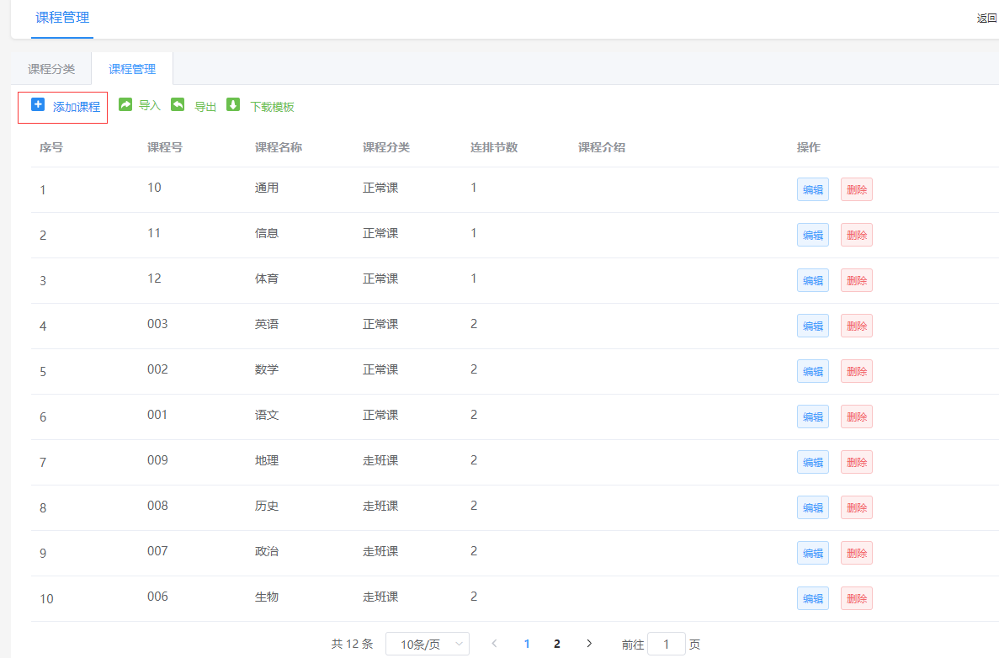 课程管理 返回
课程分类 课程管理
添加课程 导入 导出 下载模板
序号 课程号 课程名称 课程分类 连排节数 课程介绍 操作
1 10 通用 正常课 1 编辑 删除
2 11 信息 正常课 1 编辑 删除
3 12 体育 正常课 1 编辑 删除
4 003 英语 正常课 2 编辑 删除
5 002 数学 正常课 2 编辑 删除
6 001 语文 正常课 2 编辑 删除
7 009 地理 走班课 2 编辑 删除
8 008 历史 走班课 2 编辑 删除
9 007 政治 走班课 2 编辑 删除
10 006 生物 走班课 2 编辑 删除
共 12 条 10条/页 1 2 前往 1 页